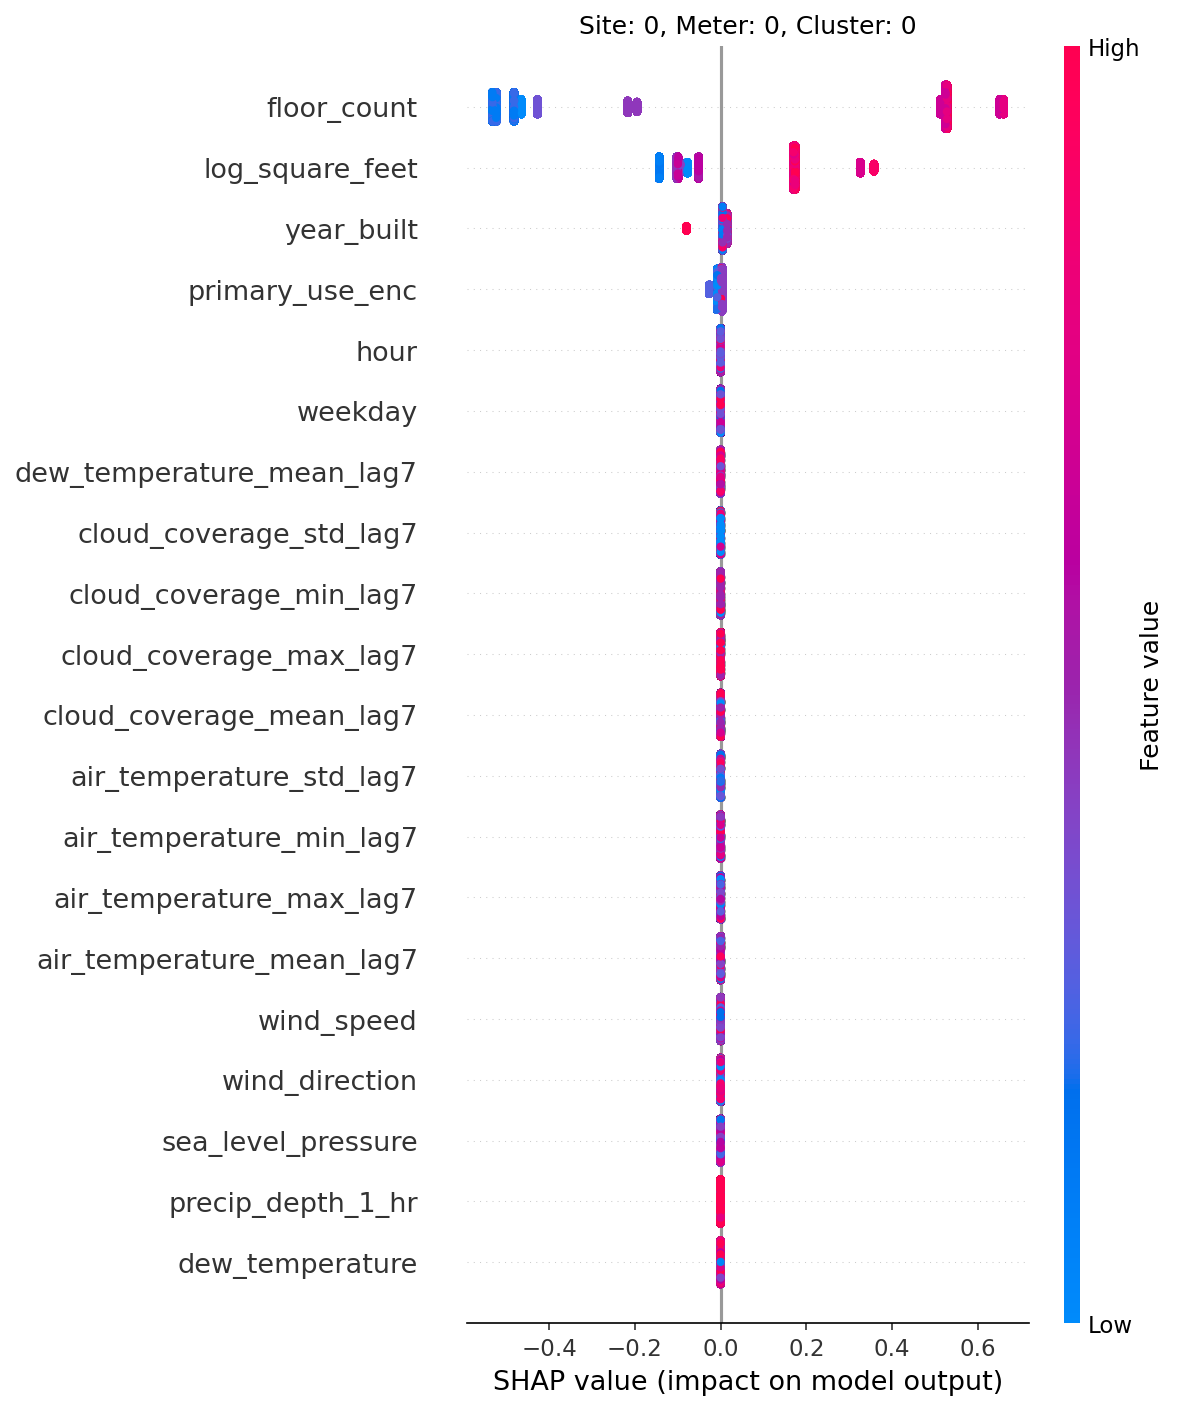 Site: 0, Meter: 0, Cluster: 0
High
floor_count
log_square_feet
year_built
primary_use_enc
hour
weekday
dew_temperature_mean_lag7
cloud_coverage_std_lag7
cloud_coverage_min_lag7
cloud_coverage_max_lag7
cloud_coverage_mean_lag7
air_temperature_std_lag7
air_temperature_min_lag7
air_temperature_max_lag7
air_temperature_mean_lag7
wind_speed
wind_direction
sea_level_pressure
precip_depth_1_hr
dew_temperature
Feature value
Low
−0.4 −0.2 0.0 0.2 0.4 0.6
SHAP value (impact on model output)